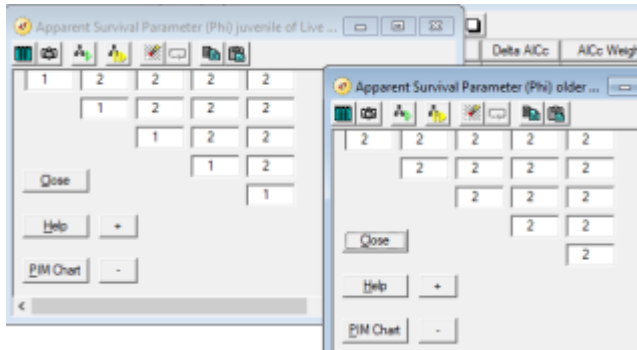 Apparent Survival Parameter (Phi) juvenile of Live ...
Delta AICc AICc Weigh
1 2 2 2 2
1 2 2 2
1 2 2
1 2
1
Close
Help +
PIM Chart -
<
Apparent Survival Parameter (Phi) older ...
2 2 2 2 2
2 2 2 2
2 2 2
2 2
2
Close
Help +
PIM Chart -